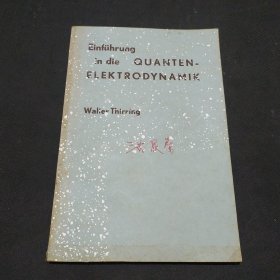 Einführung
in die QUANTEN-
ELEKTRODYNAMIK
Walter Thirring